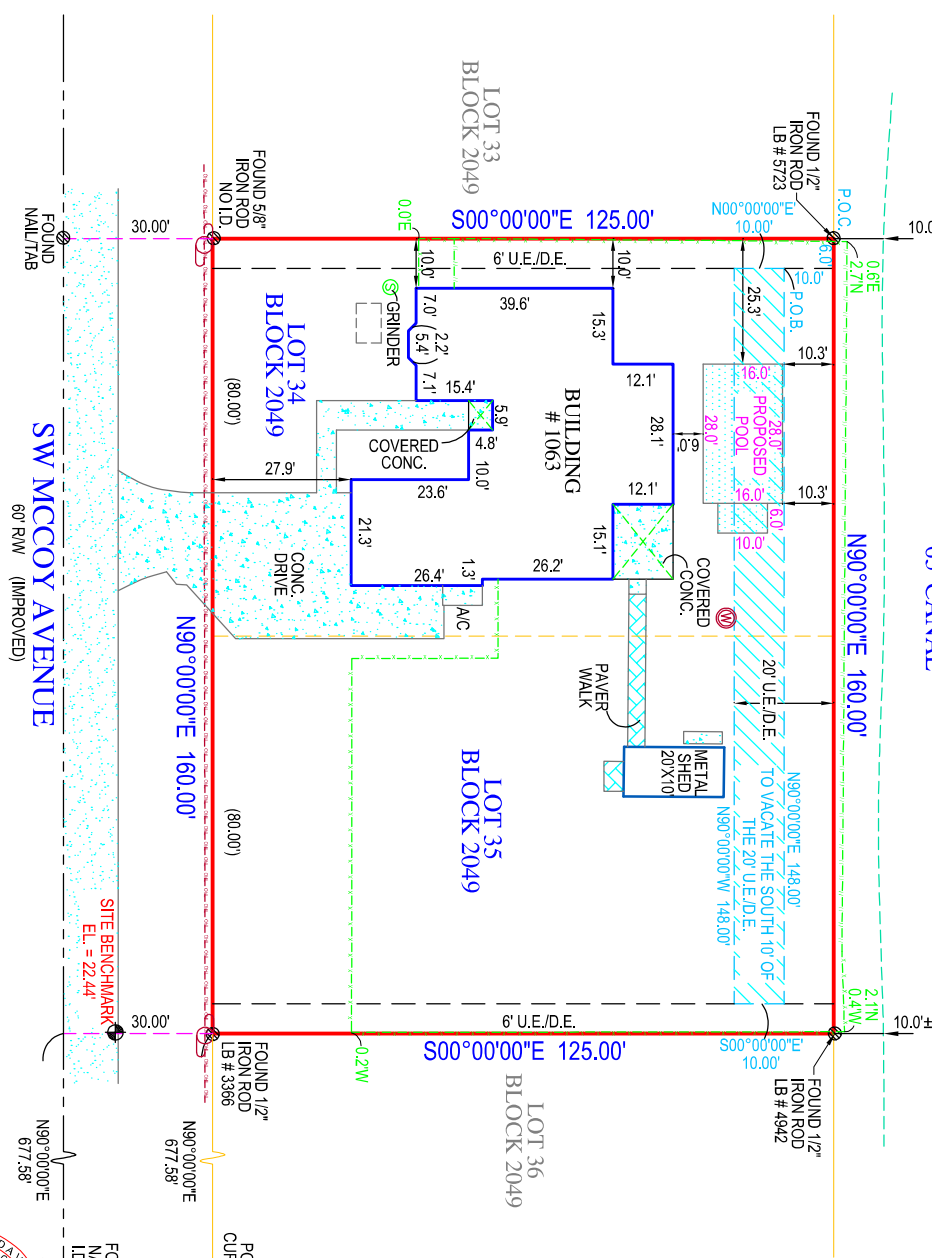 65 CANAL
10.0'
10.0'±
0.6'E
2.7'N
2.1'N
0.4'W
FOUND 1/2"
IRON ROD
LB # 5723
P.O.C.
6.0'
10.0'
P.O.B.
N00°00'00"E
10.00'
N90°00'00"E 160.00'
FOUND 1/2"
IRON ROD
LB # 4942
S00°00'00"E
10.00'
LOT 33
BLOCK 2049
S00°00'00"E 125.00'
6' U.E./D.E.
0.0'E
10.0'
10.0'
25.3'
10.3'
10.3'
16.0'
28.0'
PROPOSED
POOL
28.0'
16.0'
6.0'
10.0'
6.0'
20' U.E./D.E.
N90°00'00"E 148.00'
TO VACATE THE SOUTH 10' OF
THE 20' U.E./D.E.
N90°00'00"W 148.00'
W
METAL
SHED
20'X10'
PAVER
WALK
COVERED
CONC.
BUILDING
# 1063
39.6'
15.3'
12.1'
28.1'
12.1'
15.1'
26.2'
1.3'
26.4'
21.3'
23.6'
10.0'
4.8'
5.9'
15.4'
7.1'
2.2'
5.4'
7.0'
COVERED
CONC.
A/C
S
GRINDER
LOT 34
BLOCK 2049
(80.00')
27.9'
CONC.
DRIVE
LOT 35
BLOCK 2049
(80.00')
6' U.E./D.E.
S00°00'00"E 125.00'
0.2'W
LOT 36
BLOCK 2049
FOUND 5/8"
IRON ROD
NO I.D.
N90°00'00"E 160.00'
FOUND 1/2"
IRON ROD
LB # 3366
30.00'
30.00'
FOUND
NAIL/TAB
SITE BENCHMARK
EL. = 22.44'
SW MCCOY AVENUE
60' R/W (IMPROVED)
N90°00'00"E
677.58'
N90°00'00"E
677.58'